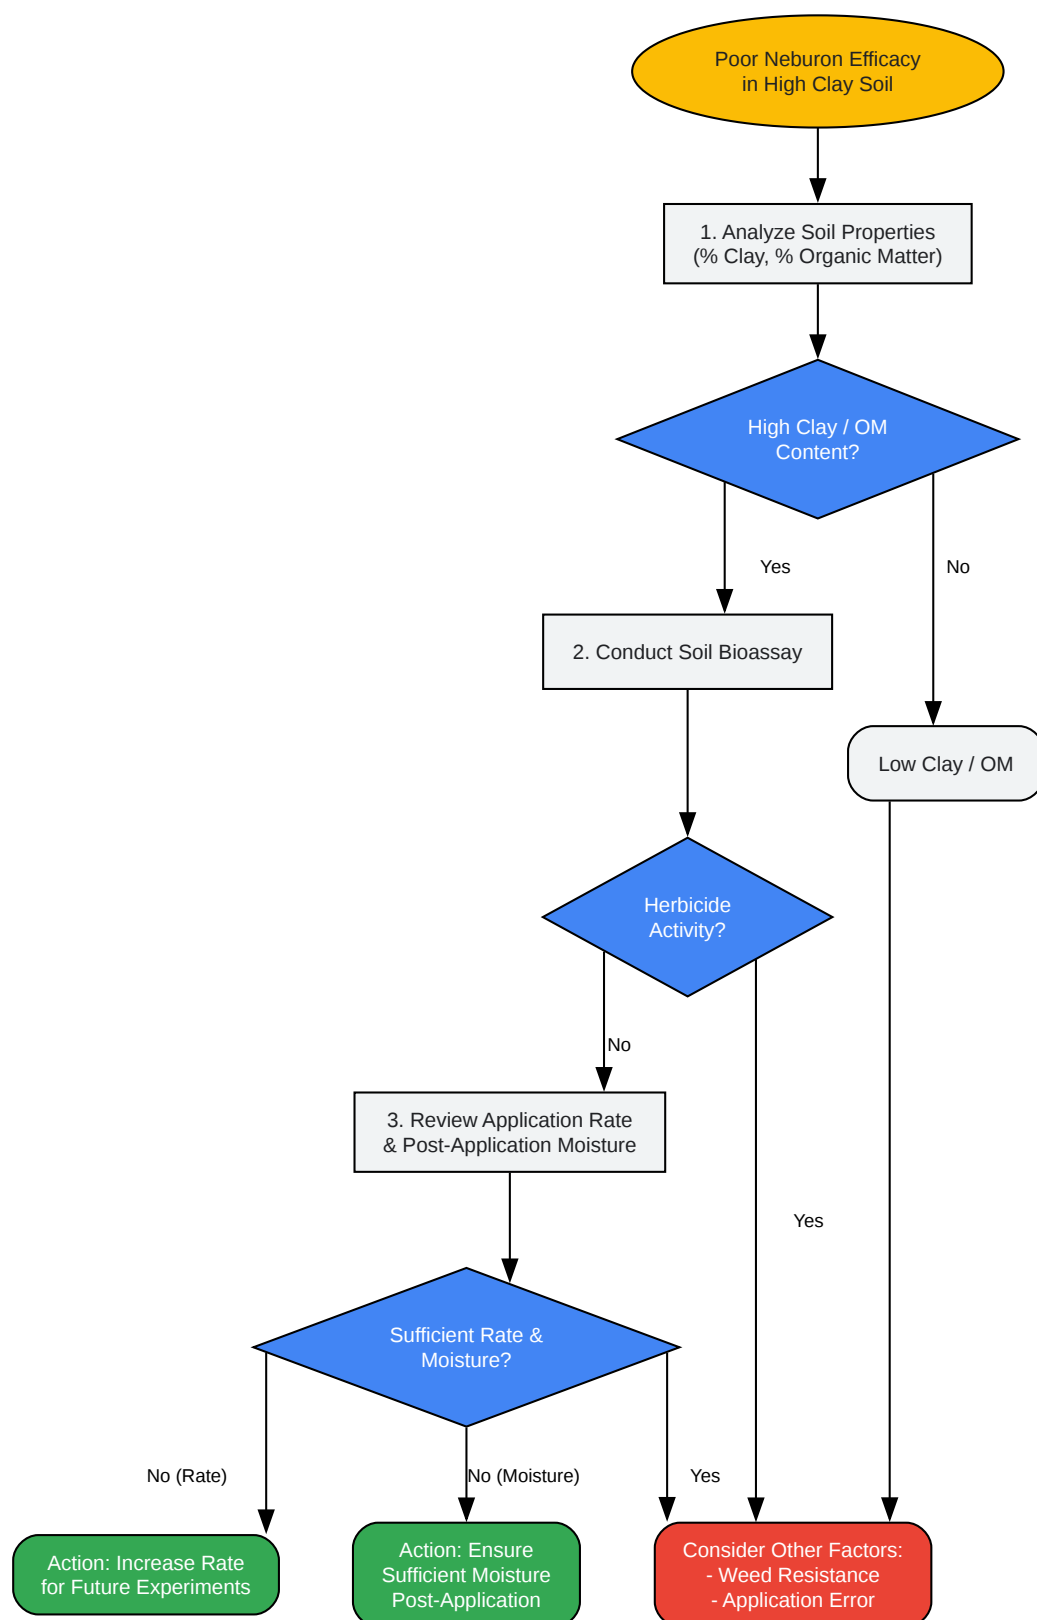 Poor Neburon Efficacy
in High Clay Soil
1. Analyze Soil Properties
(% Clay, % Organic Matter)
High Clay / OM
Content?
Yes
No
2. Conduct Soil Bioassay
Low Clay / OM
Herbicide
Activity?
No
3. Review Application Rate
& Post-Application Moisture
Yes
Sufficient Rate &
Moisture?
No (Rate)
No (Moisture)
Yes
Action: Increase Rate
for Future Experiments
Action: Ensure
Sufficient Moisture
Post-Application
Consider Other Factors:
- Weed Resistance
- Application Error